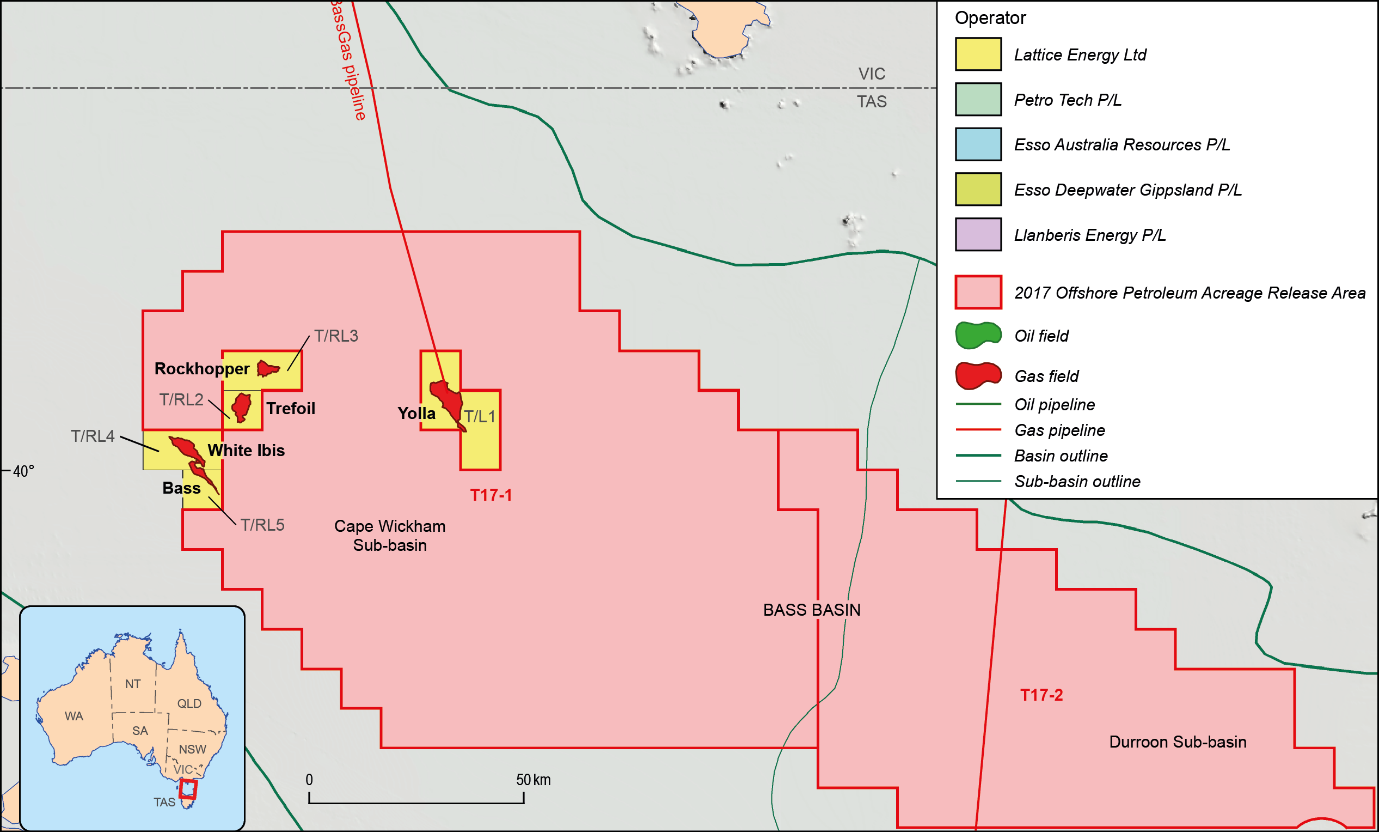 BassGas pipeline
VIC
TAS
Operator
Lattice Energy Ltd
Petro Tech P/L
Esso Australia Resources P/L
Esso Deepwater Gippsland P/L
Llanberis Energy P/L
2017 Offshore Petroleum Acreage Release Area
Oil field
Gas field
Oil pipeline
Gas pipeline
Basin outline
Sub-basin outline
T/RL3
Rockhopper
T/RL2
Trefoil
Yolla
T/L1
T/RL4
White Ibis
40°
Bass
T/RL5
T17-1
Cape Wickham
Sub-basin
BASS BASIN
T17-2
Durroon Sub-basin
0
50 km
NT
WA
QLD
SA
NSW
VIC
TAS